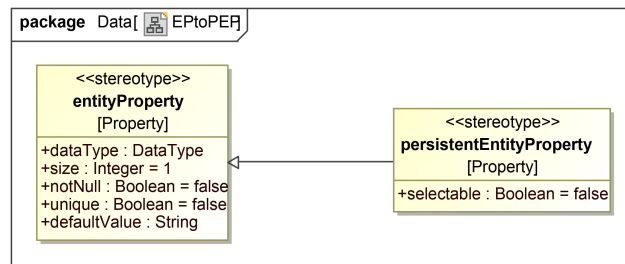 package Data[ EPtoPEP]
<<stereotype>>
entityProperty
[Property]
+dataType : DataType
+size : Integer = 1
+notNull : Boolean = false
+unique : Boolean = false
+defaultValue : String
<<stereotype>>
persistentEntityProperty
[Property]
+selectable : Boolean = false